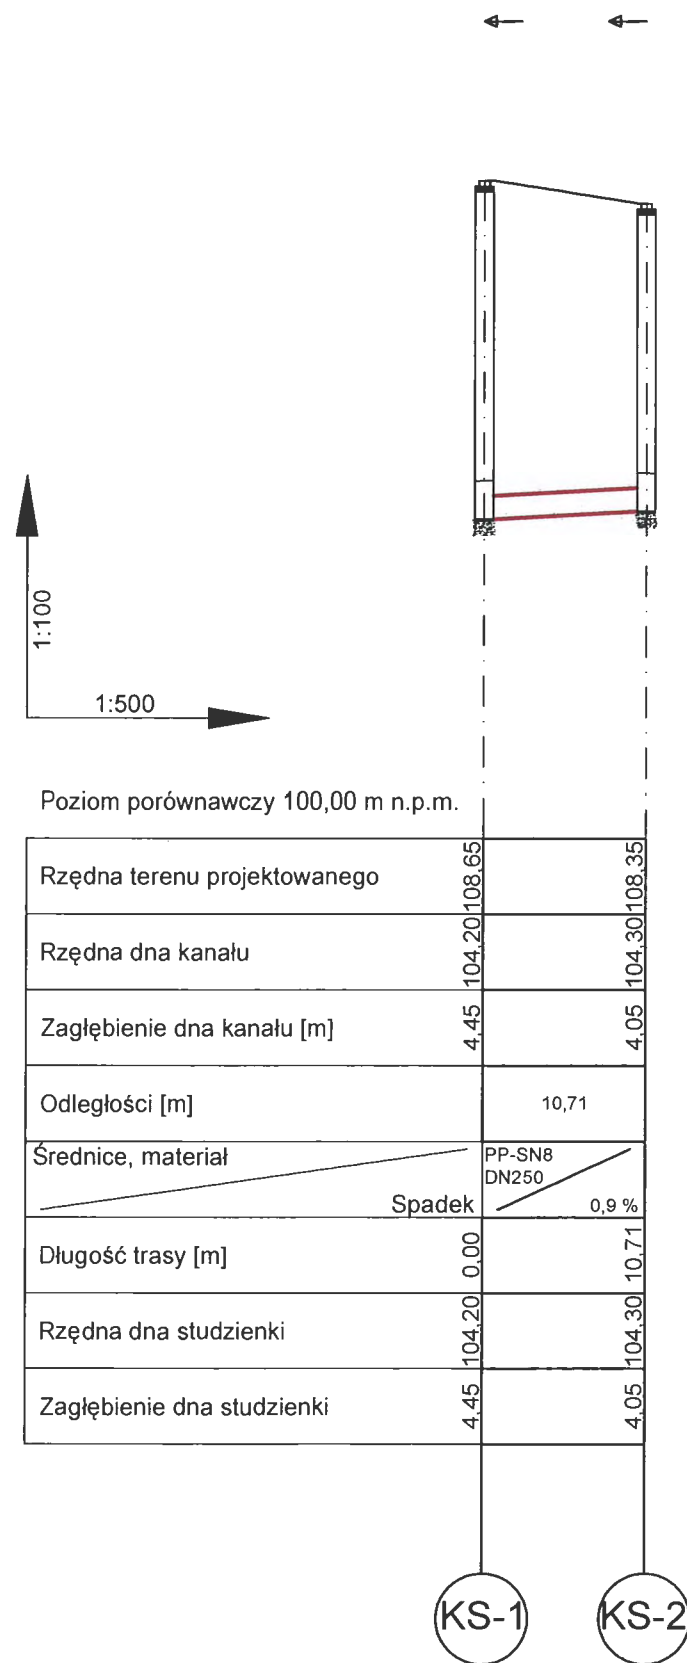 1:100
1:500
Poziom porównawczy 100,00 m n.p.m.
Rzędna terenu projektowanego 108,65 108,35
Rzędna dna kanału 104,20 104,30
Zagłębienie dna kanału [m] 4,45 4,05
Odległości [m] 10,71
Średnice, materiał PP-SN8
DN250
Spadek 0,9 %
Długość trasy [m] 0,00 10,71
Rzędna dna studzienki 104,20 104,30
Zagłębienie dna studzienki 4,45 4,05
KS-1 KS-2